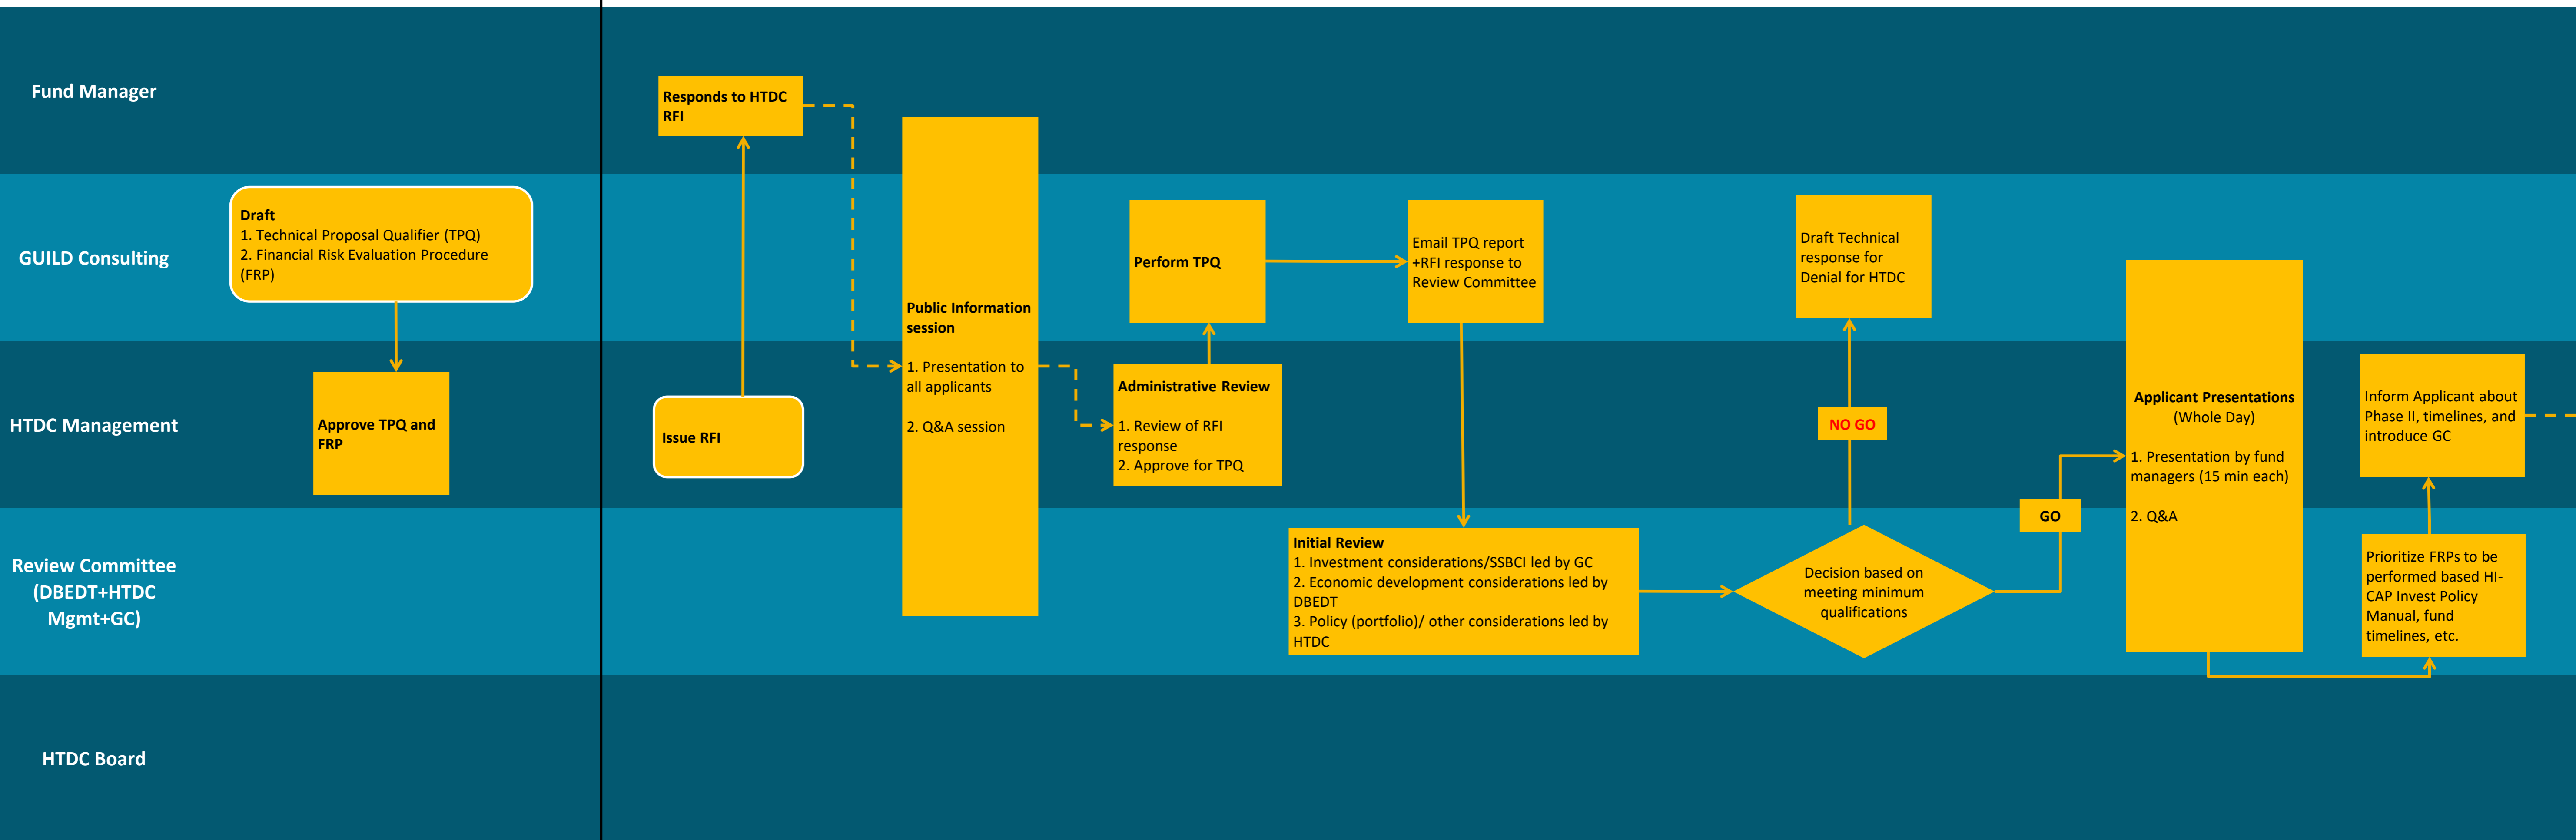 Fund Manager
Responds to HTDC
RFI
GUILD Consulting
Draft
1. Technical Proposal Qualifier (TPQ)
2. Financial Risk Evaluation Procedure
(FRP)
Perform TPQ
Email TPQ report
+RFI response to
Review Committee
Draft Technical
response for
Denial for HTDC
HTDC Management
Approve TPQ and
FRP
Issue RFI
Public Information
session
1. Presentation to
all applicants
2. Q&A session
Administrative Review
1. Review of RFI
response
2. Approve for TPQ
NO GO
GO
Applicant Presentations
(Whole Day)
1. Presentation by fund
managers (15 min each)
2. Q&A
Inform Applicant about
Phase II, timelines, and
introduce GC
Review Committee
(DBEDT+HTDC
Mgmt+GC)
Initial Review
1. Investment considerations/SSBCI led by GC
2. Economic development considerations led by
DBEDT
3. Policy (portfolio)/ other considerations led by
HTDC
Decision based on
meeting minimum
qualifications
Prioritize FRPs to be
performed based HI-
CAP Invest Policy
Manual, fund
timelines, etc.
HTDC Board